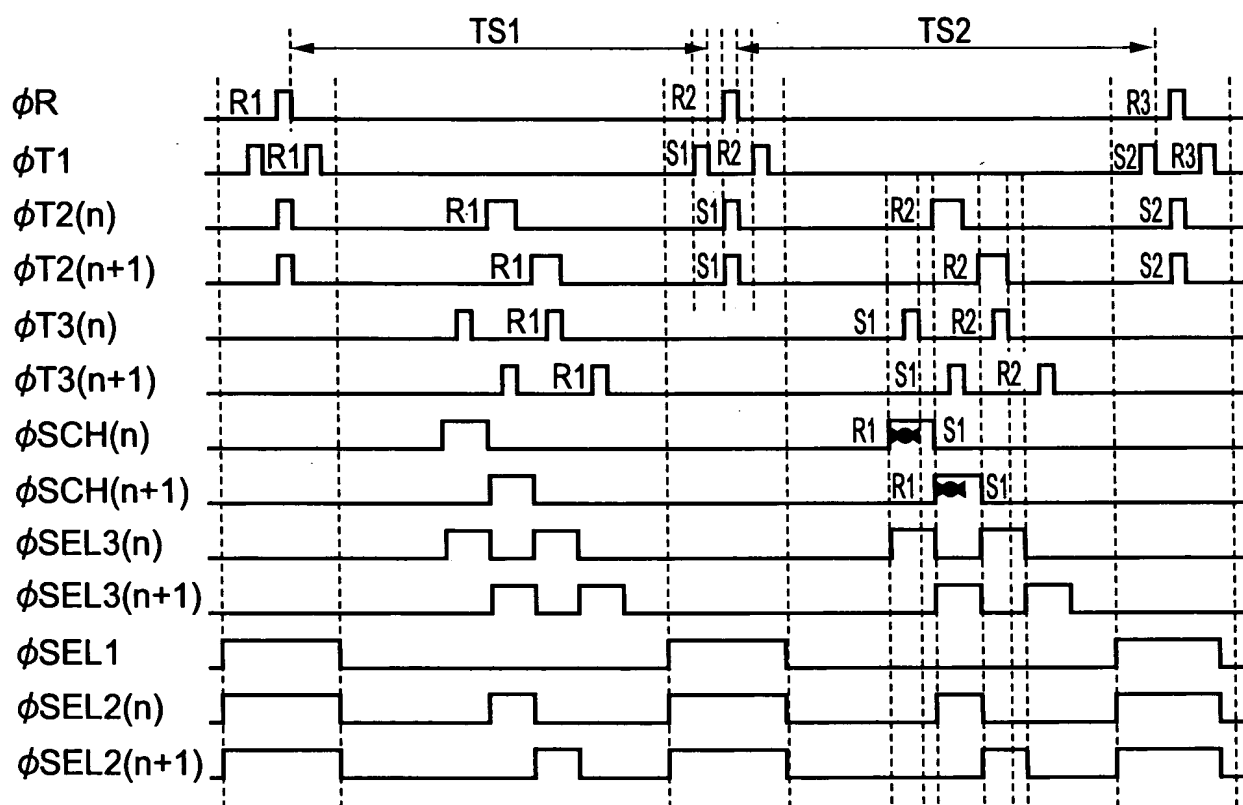 TS1 TS2
ϕR R1 R2 R3
ϕT1 R1 S1 R2 S2 R3
ϕT2(n) R1 S1 R2 S2
ϕT2(n+1) R1 S1 R2 S2
ϕT3(n) R1 S1 R2
ϕT3(n+1) R1 S1 R2
ϕSCH(n) R1 S1
ϕSCH(n+1) R1 S1
ϕSEL3(n)
ϕSEL3(n+1)
ϕSEL1
ϕSEL2(n)
ϕSEL2(n+1)